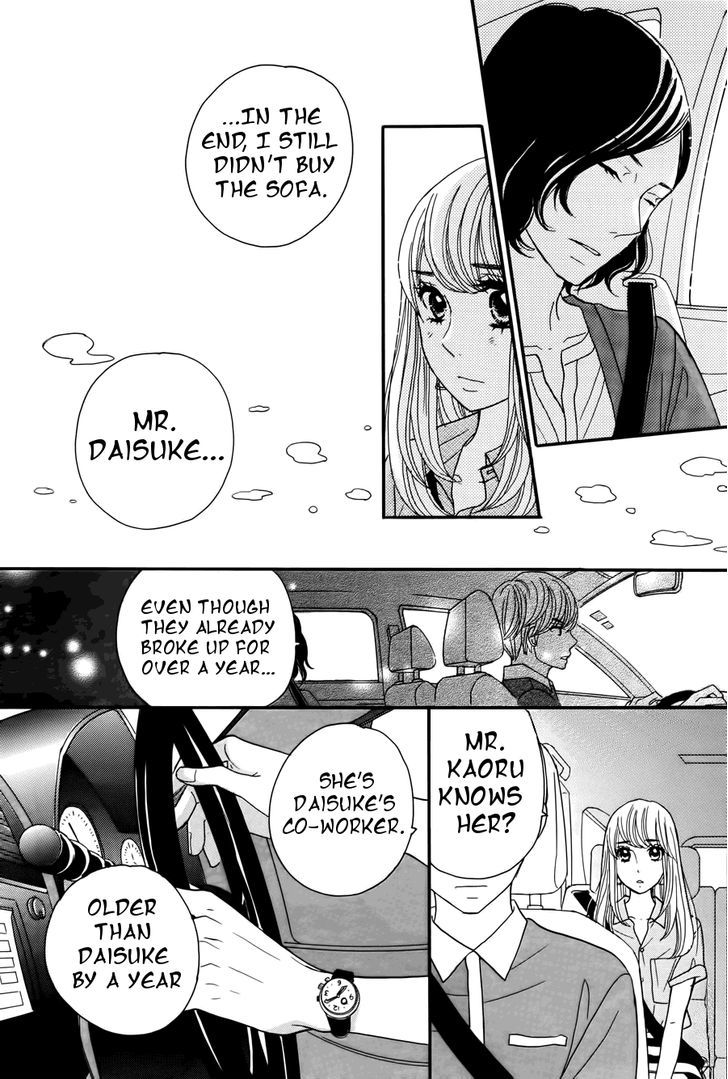 ...IN THE
END, I STILL
DIDN'T BUY
THE SOFA.
MR.
DAISUKE...
EVEN THOUGH
THEY ALREADY
BROKE UP FOR
OVER A YEAR...
MR.
KAORU
KNOWS
HER?
SHE'S
DAISUKE'S
CO-WORKER.
OLDER
THAN
DAISUKE
BY A YEAR